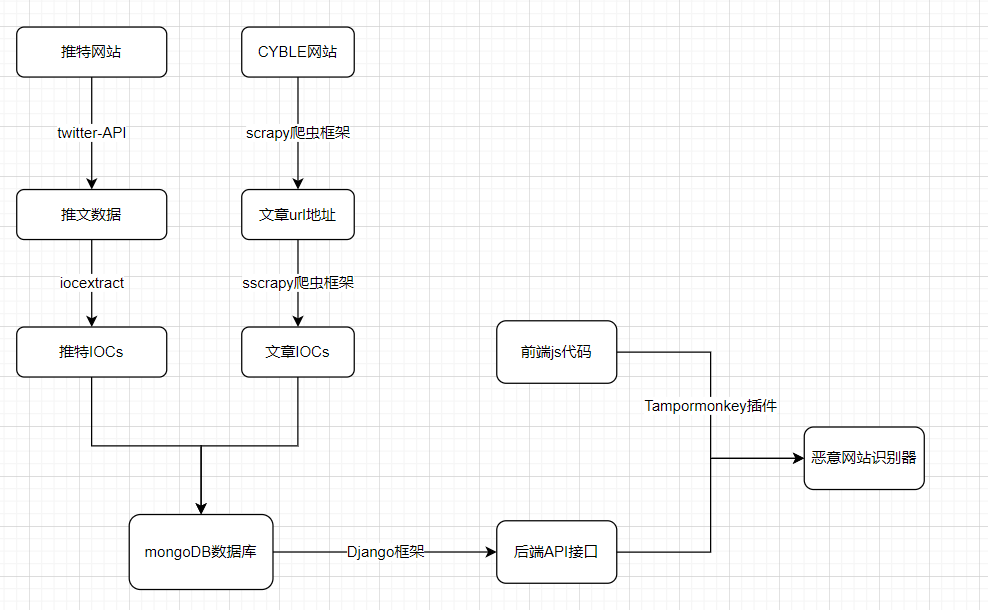 推特网站
CYBLE网站
twitter-API
scrapy爬虫框架
推文数据
文章url地址
iocextract
sscrapy爬虫框架
推特IOCs
文章IOCs
前端js代码
Tampormonkey插件
恶意网站识别器
mongoDB数据库
Django框架
后端API接口